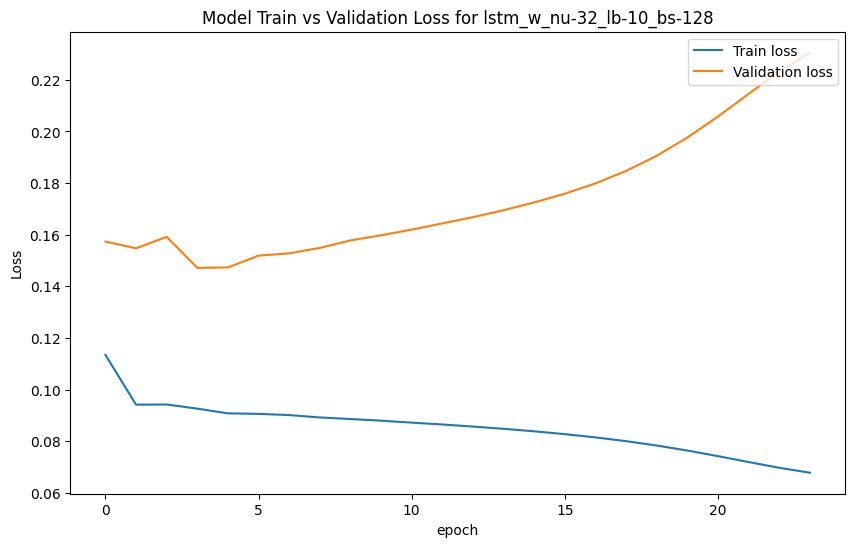 Model Train vs Validation Loss for lstm_w_nu-32_lb-10_bs-128
Train loss
Validation loss
Loss
0.22
0.20
0.18
0.16
0.14
0.12
0.10
0.08
0.06
0
5
10
15
20
epoch